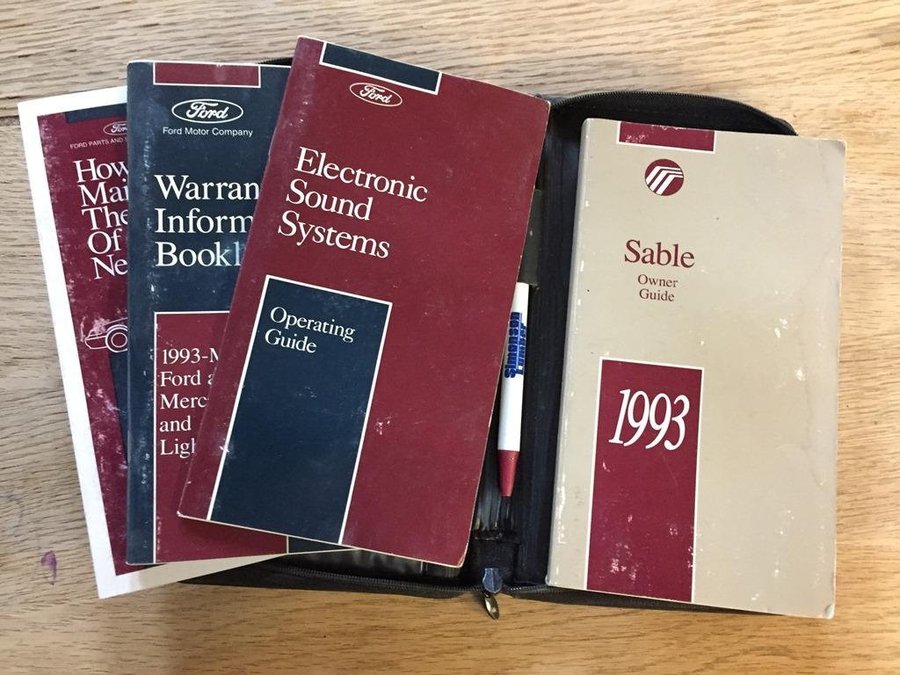 Ford
FORD PARTS AND
How
Mai
The
Of
Ne
Ford
Ford Motor Company
Warran
Inform
Bookl
1993-M
Ford a
Merc
and
Ligh
Ford
Electronic
Sound
Systems
Operating
Guide
Simonson
Lumber
Sable
Owner
Guide
1993